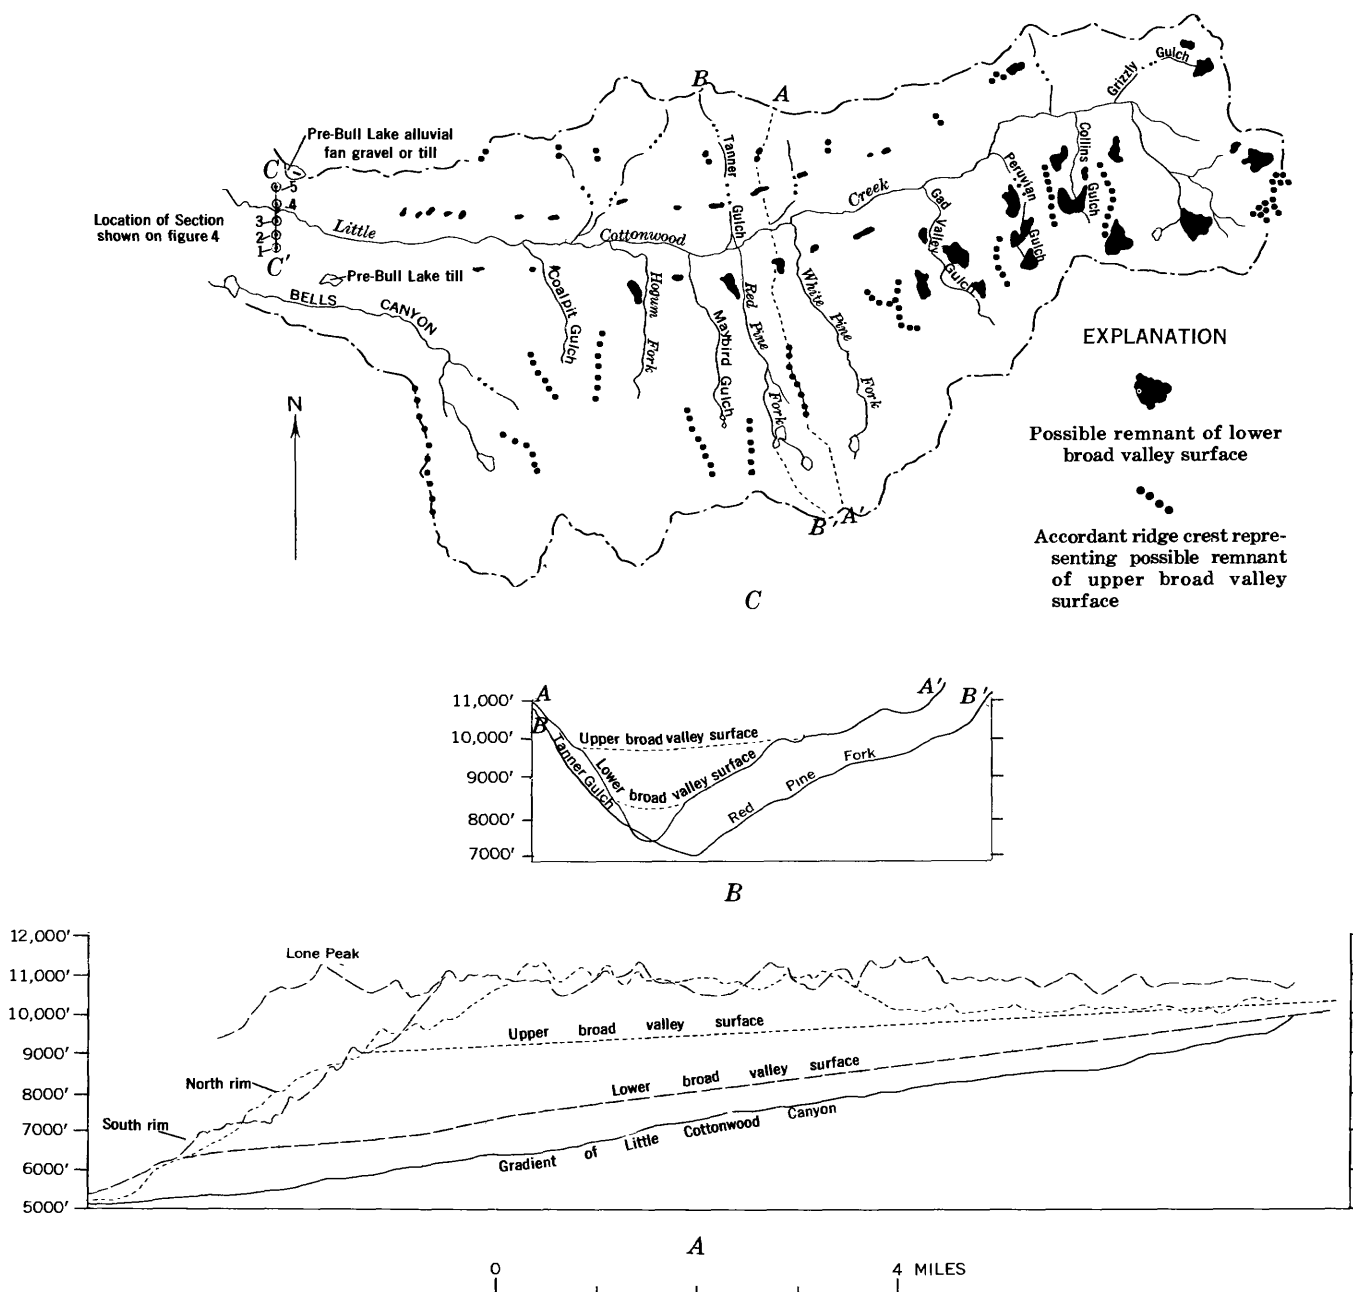 B
A
Gulch
Grizzly
Pre-Bull Lake alluvial
fan gravel or till
Tanner
Gulch
Collins
Gulch
Peruvian
Gulch
C
5
4
3
2
1
C'
Location of Section
shown on figure 4
Little
Cottonwood
Creek
Gad
Valley
Gulch
Pre-Bull Lake till
BELLS CANYON
Coalpit Gulch
Hogum
Fork
Maybird Gulch
Red
Pine
Fork
White
Pine
Fork
N
B' A'
C
EXPLANATION
Possible remnant of lower
broad valley surface
Accordant ridge crest repre-
senting possible remnant
of upper broad valley
surface
11,000'
10,000'
9000'
8000'
7000'
A
B
A'
B'
Upper broad valley surface
Lower broad valley surface
Tanner Gulch
Red Pine Fork
B
12,000'
11,000'
10,000'
9000'
8000'
7000'
6000'
5000'
Lone Peak
Upper broad valley surface
North rim
Lower broad valley surface
South rim
Gradient of Little Cottonwood Canyon
A
0 4 MILES